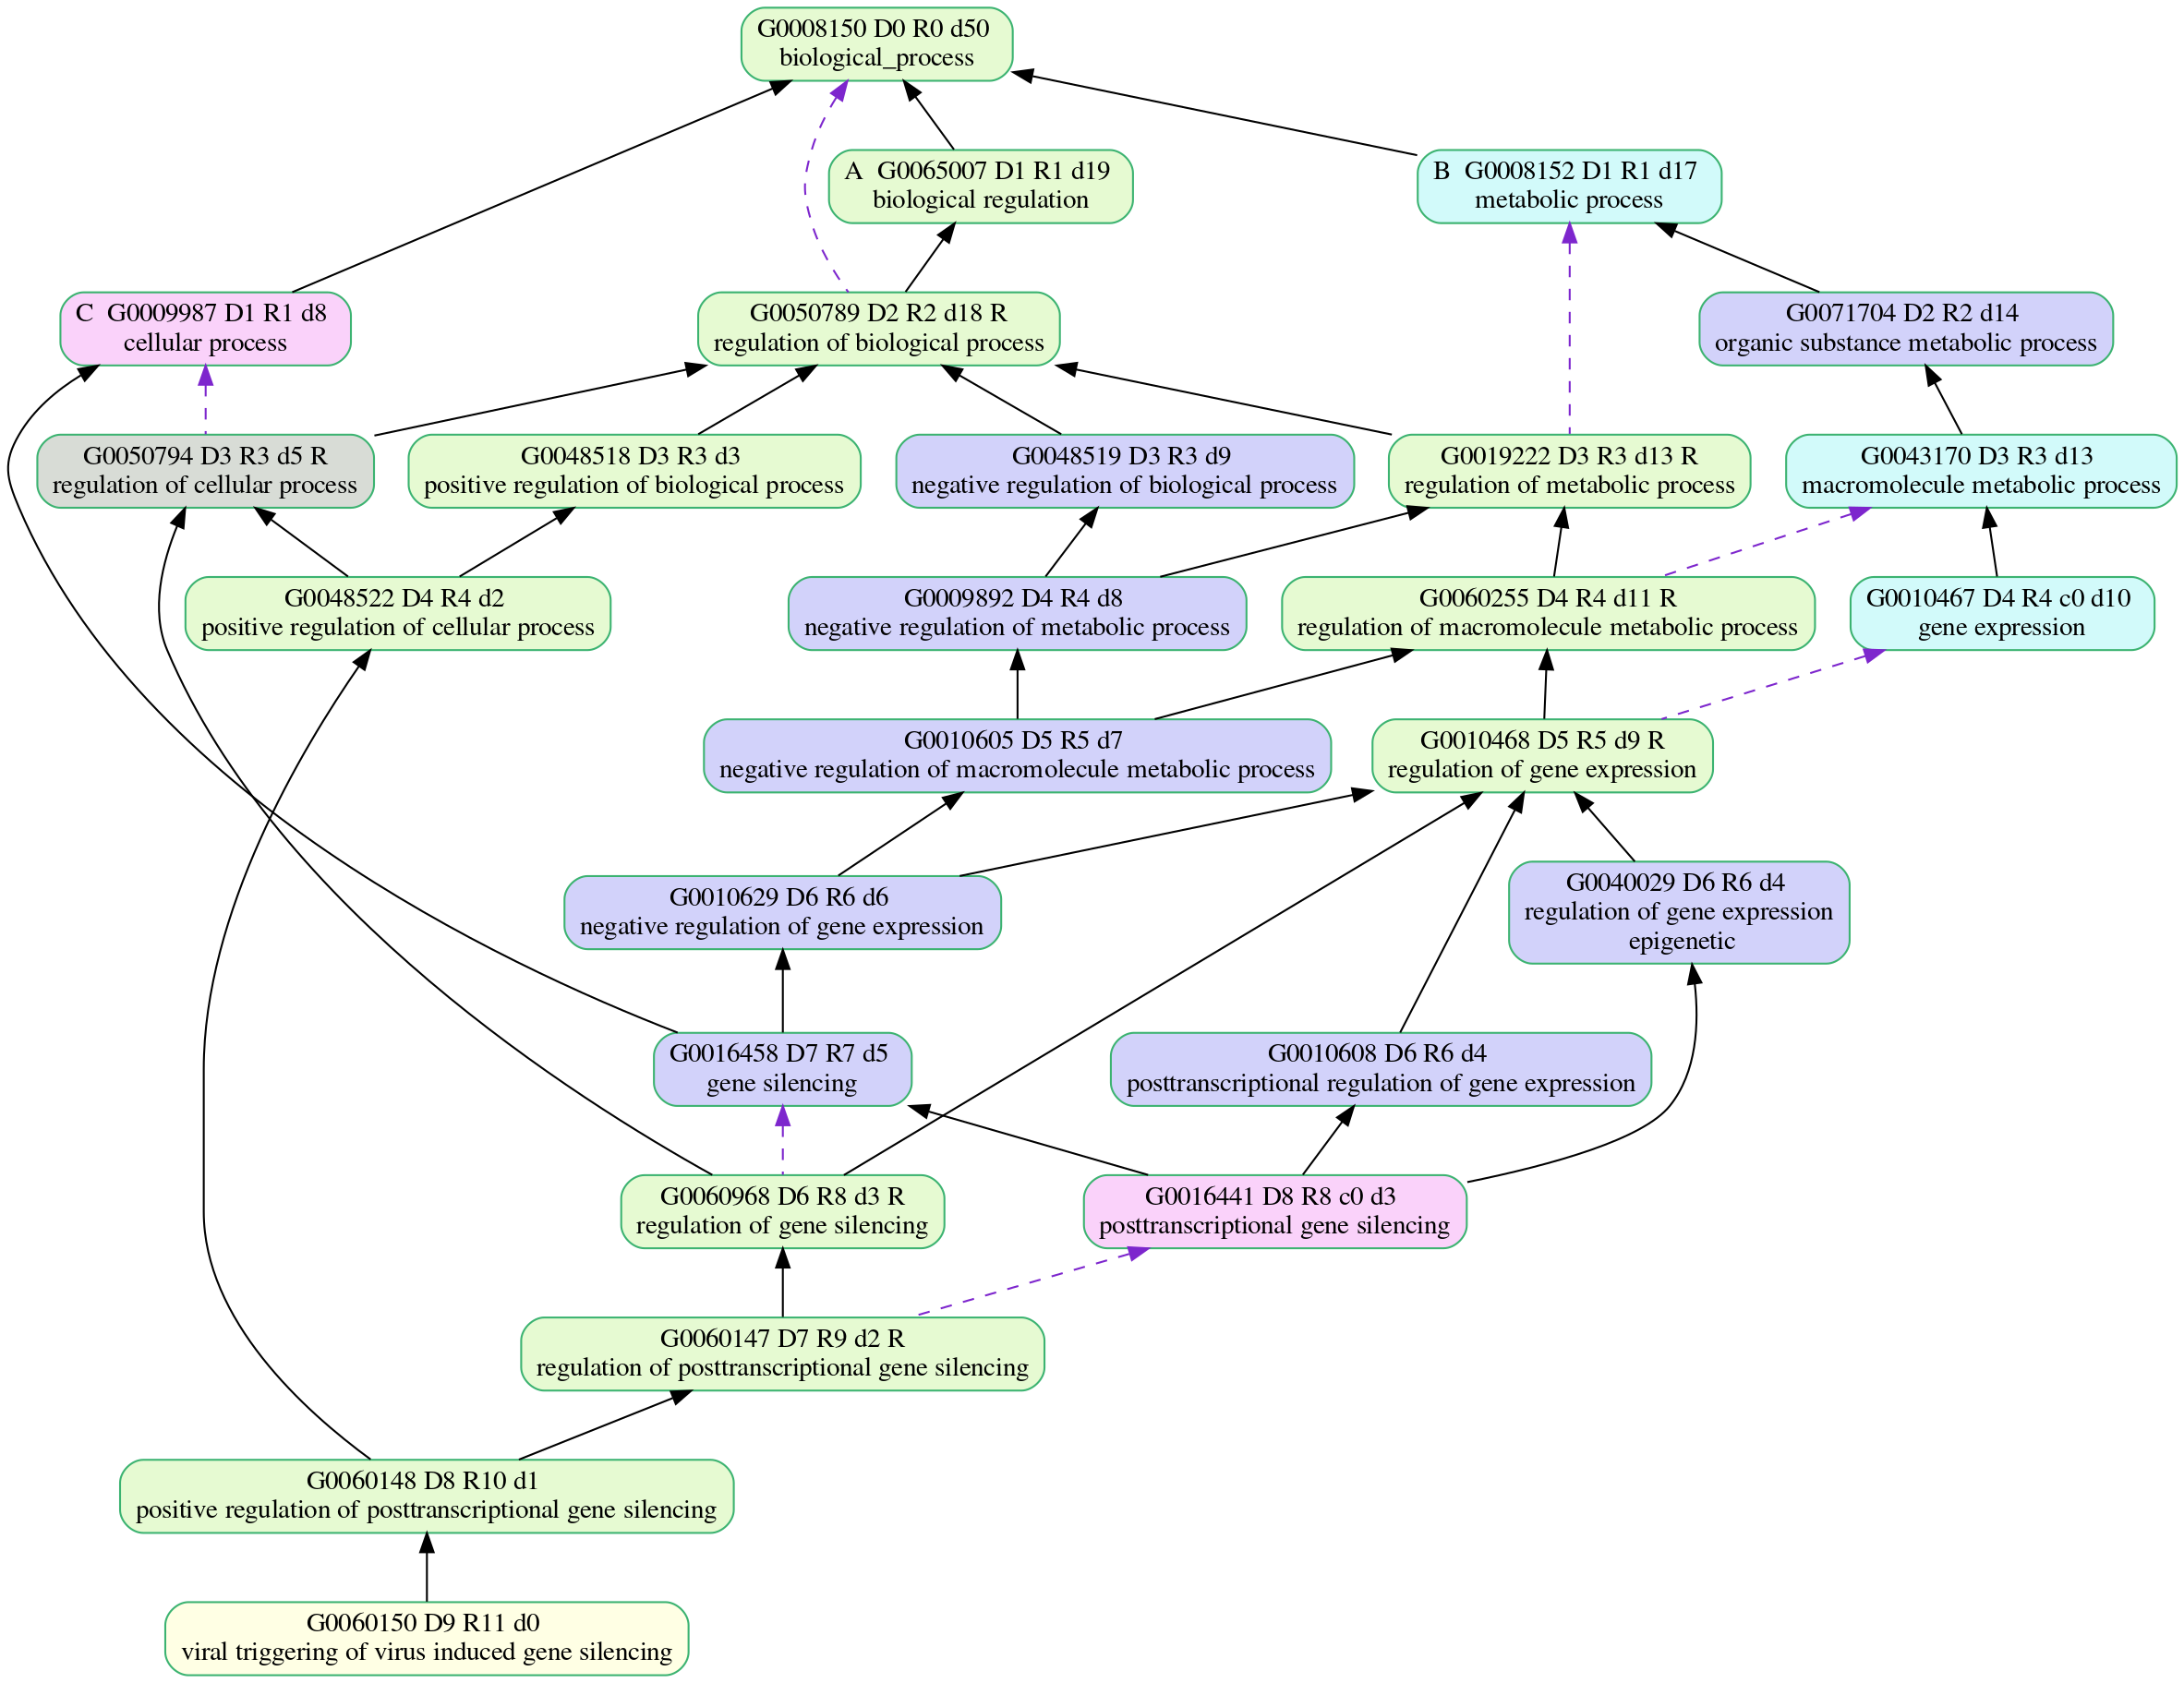 G0008150 D0 R0 d50
biological_process
A  G0065007 D1 R1 d19
biological regulation
B  G0008152 D1 R1 d17
metabolic process
C  G0009987 D1 R1 d8
cellular process
G0050789 D2 R2 d18 R
regulation of biological process
G0071704 D2 R2 d14
organic substance metabolic process
G0050794 D3 R3 d5 R
regulation of cellular process
G0048518 D3 R3 d3
positive regulation of biological process
G0048519 D3 R3 d9
negative regulation of biological process
G0019222 D3 R3 d13 R
regulation of metabolic process
G0043170 D3 R3 d13
macromolecule metabolic process
G0048522 D4 R4 d2
positive regulation of cellular process
G0009892 D4 R4 d8
negative regulation of metabolic process
G0060255 D4 R4 d11 R
regulation of macromolecule metabolic process
G0010467 D4 R4 c0 d10
gene expression
G0010605 D5 R5 d7
negative regulation of macromolecule metabolic process
G0010468 D5 R5 d9 R
regulation of gene expression
G0010629 D6 R6 d6
negative regulation of gene expression
G0040029 D6 R6 d4
regulation of gene expression
epigenetic
G0016458 D7 R7 d5
gene silencing
G0010608 D6 R6 d4
posttranscriptional regulation of gene expression
G0060968 D6 R8 d3 R
regulation of gene silencing
G0016441 D8 R8 c0 d3
posttranscriptional gene silencing
G0060147 D7 R9 d2 R
regulation of posttranscriptional gene silencing
G0060148 D8 R10 d1
positive regulation of posttranscriptional gene silencing
G0060150 D9 R11 d0
viral triggering of virus induced gene silencing